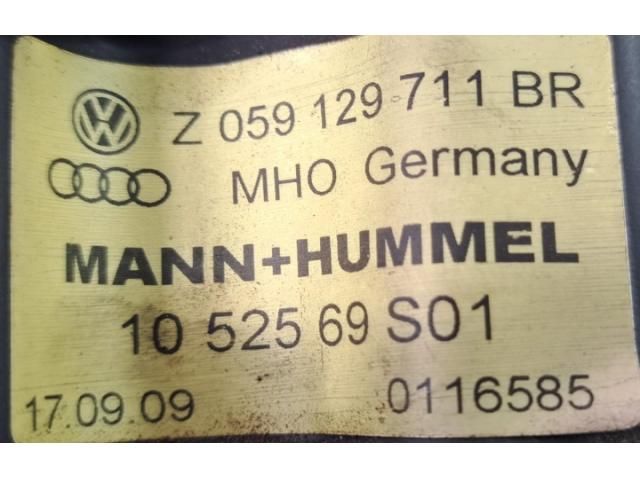 Z 059 129 711 BR
MHO Germany
MANN+HUMMEL
10 525 69 S01
17.09.09 0116585